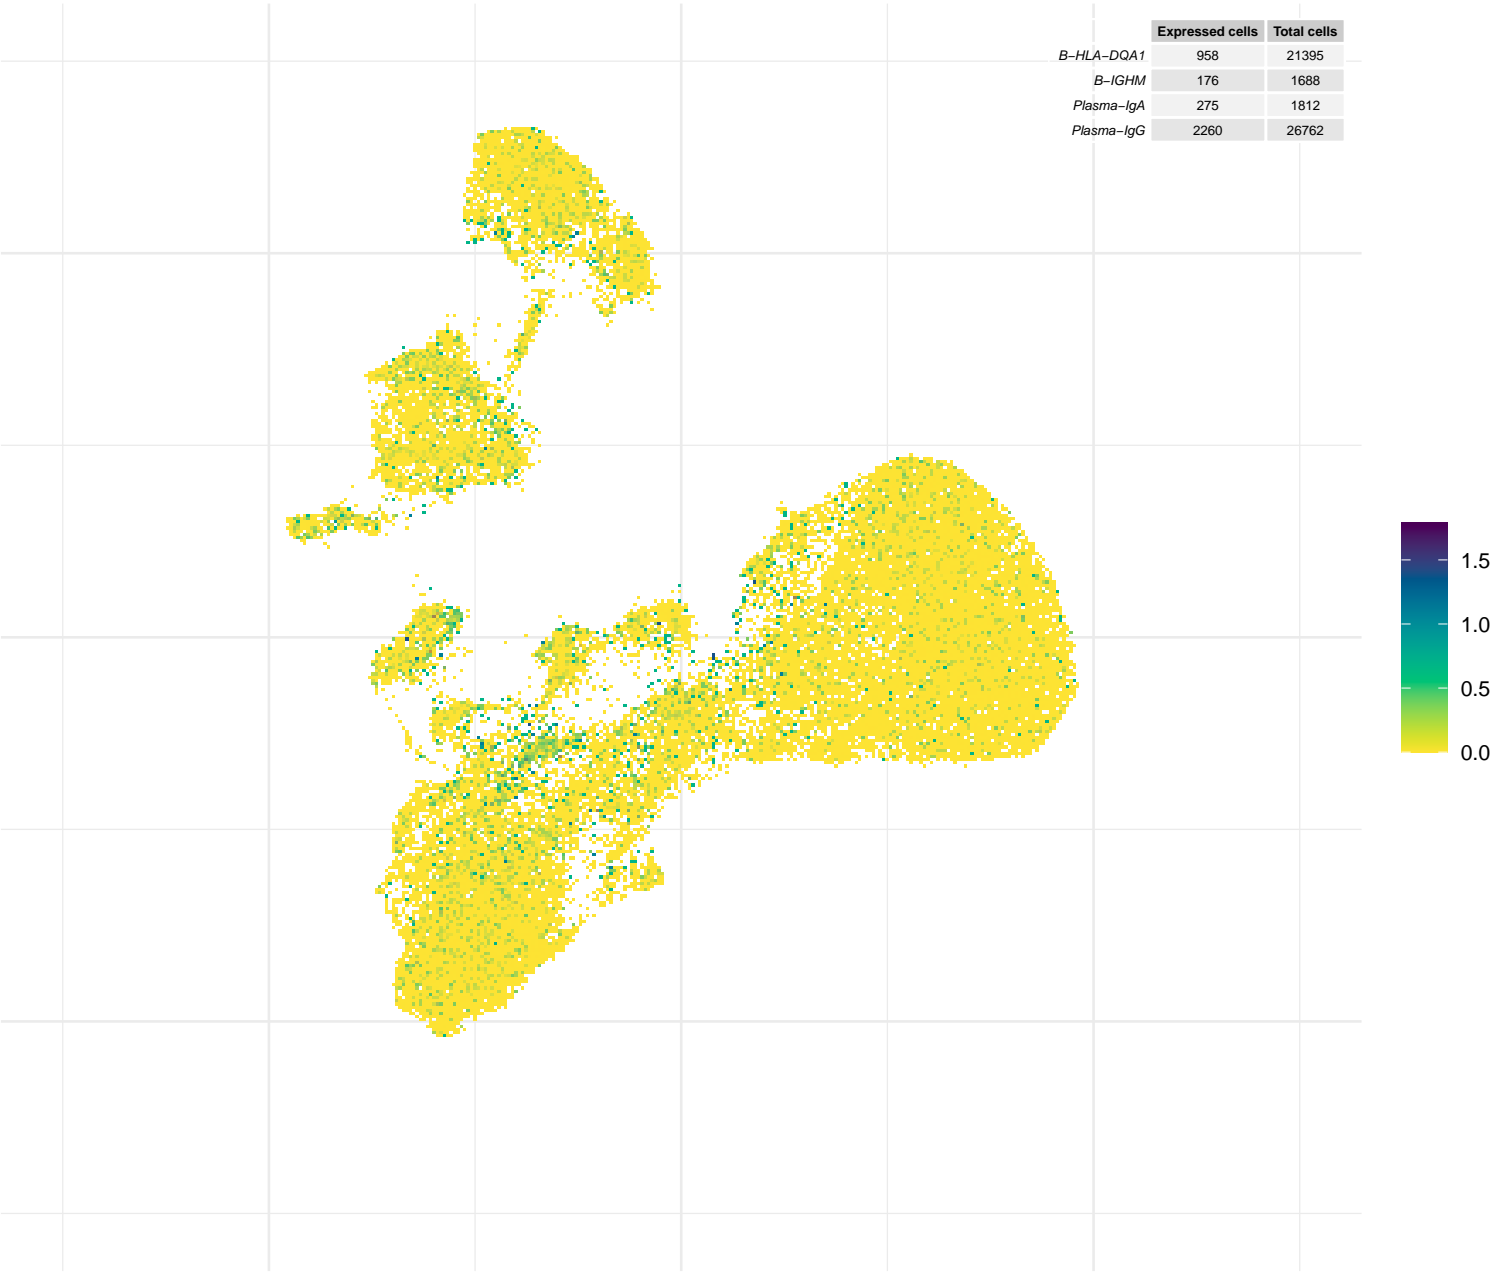 Expressed cells Total cells
B−HLA−DQA1 958 21395
B−IGHM 176 1688
Plasma−IgA 275 1812
Plasma−IgG 2260 26762
1.5
1.0
0.5
0.0